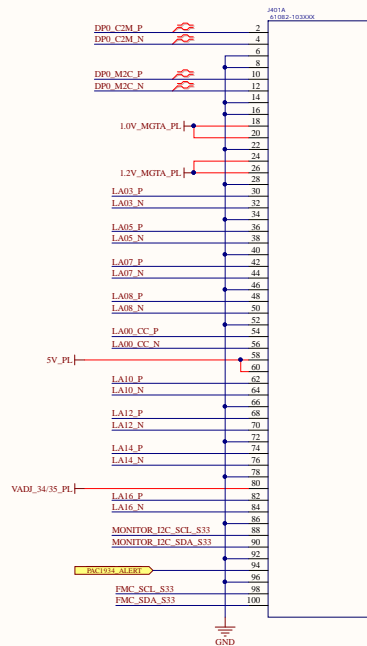 J401A
61082-103XXX
DP0_C2M_P 2
DP0_C2M_N 4
6
8
DP0_M2C_P 10
DP0_M2C_N 12
14
16
1.0V_MGTA_PL 18
20
22
24
1.2V_MGTA_PL 26
28
LA03_P 30
LA03_N 32
34
LA05_P 36
LA05_N 38
40
LA07_P 42
LA07_N 44
46
LA08_P 48
LA08_N 50
52
LA00_CC_P 54
LA00_CC_N 56
5V_PL 58
60
LA10_P 62
LA10_N 64
66
LA12_P 68
LA12_N 70
72
LA14_P 74
LA14_N 76
78
VADJ_34/35_PL 80
LA16_P 82
LA16_N 84
86
MONITOR_I2C_SCL_S33 88
MONITOR_I2C_SDA_S33 90
92
PAC1934_ALERT 94
96
FMC_SCL_S33 98
FMC_SDA_S33 100
GND